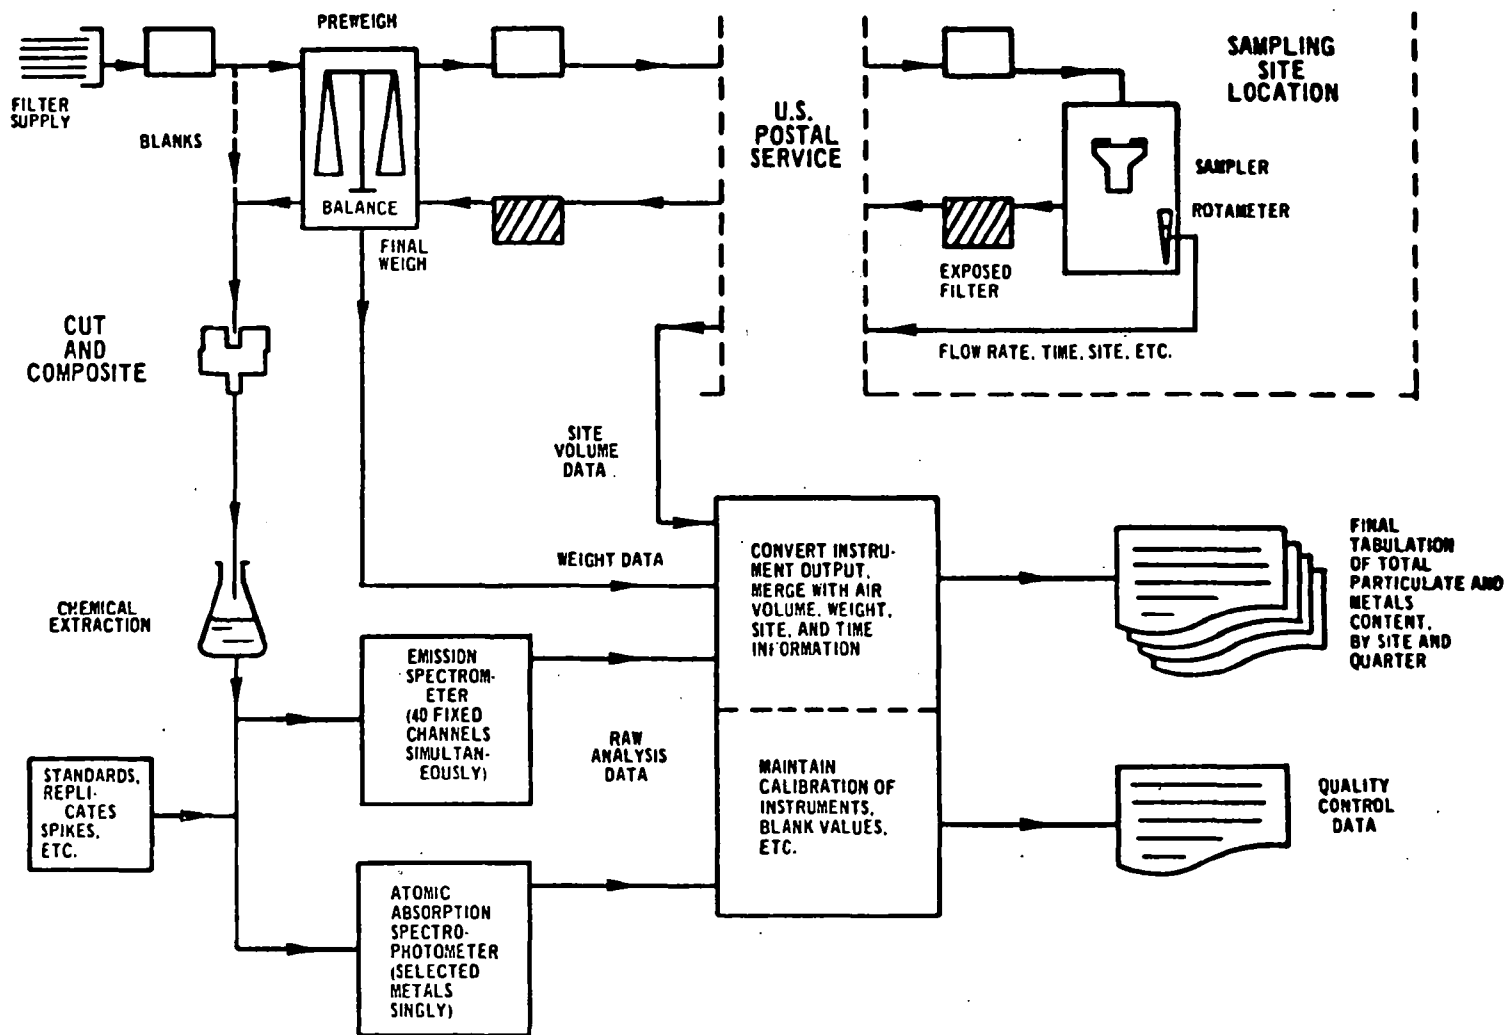 PREWEIGH
FILTER
SUPPLY
BLANKS
BALANCE
FINAL
WEIGH
U.S.
POSTAL
SERVICE
SAMPLING
SITE
LOCATION
SAMPLER
ROTAMETER
EXPOSED
FILTER
FLOW RATE, TIME, SITE, ETC.
CUT
AND
COMPOSITE
SITE
VOLUME
DATA
WEIGHT DATA
CHEMICAL
EXTRACTION
EMISSION
SPECTROM-
ETER
(40 FIXED
CHANNELS
SIMULTAN-
EOUSLY)
RAW
ANALYSIS
DATA
STANDARDS,
REPLI-
CATES
SPIKES,
ETC.
ATOMIC
ABSORPTION
SPECTRO-
PHOTOMETER
(SELECTED
METALS
SINGLY)
CONVERT INSTRU-
MENT OUTPUT,
MERGE WITH AIR
VOLUME, WEIGHT,
SITE, AND TIME
INFORMATION
MAINTAIN
CALIBRATION OF
INSTRUMENTS,
BLANK VALUES,
ETC.
FINAL
TABULATION
OF TOTAL
PARTICULATE AND
METALS
CONTENT,
BY SITE AND
QUARTER
QUALITY
CONTROL
DATA